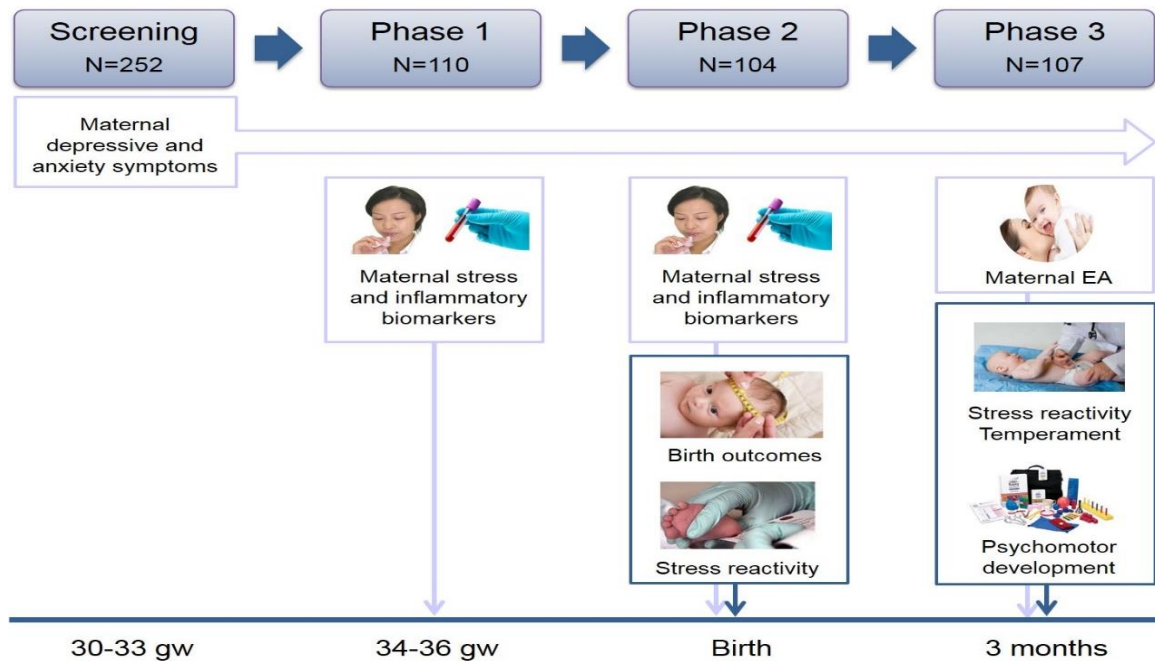 Screening
N=252
Phase 1
N=110
Phase 2
N=104
Phase 3
N=107
Maternal
depressive and
anxiety symptoms
Maternal stress
and inflammatory
biomarkers
Maternal stress
and inflammatory
biomarkers
Birth outcomes
Stress reactivity
Maternal EA
Stress reactivity
Temperament
Psychomotor
development
30-33 gw
34-36 gw
Birth
3 months